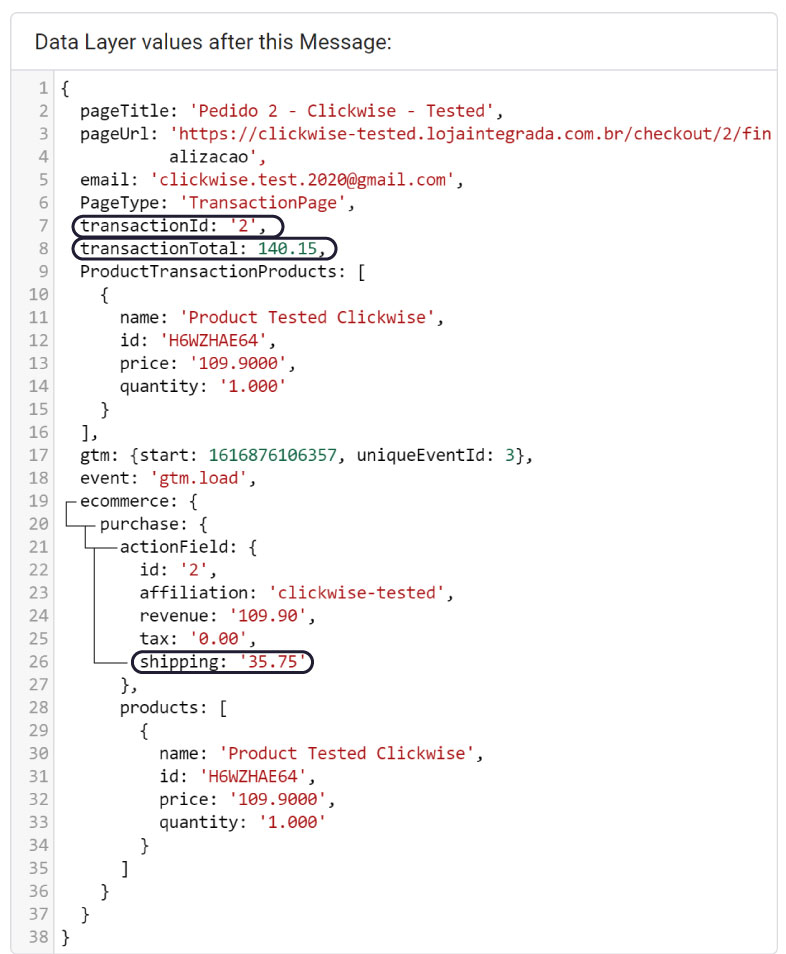 Data Layer values after this Message:
1 {
2 pageTitle: 'Pedido 2 - Clickwise - Tested',
3 pageUrl: 'https://clickwise-tested.lojaintegrada.com.br/checkout/2/fin
4 alizacao',
5 email: 'clickwise.test.2020@gmail.com',
6 PageType: 'TransactionPage',
7 transactionId: '2',
8 transactionTotal: 140.15,
9 ProductTransactionProducts: [
10 {
11 name: 'Product Tested Clickwise',
12 id: 'H6WZHAE64',
13 price: '109.9000',
14 quantity: '1.000'
15 }
16 ],
17 gtm: {start: 1616876106357, uniqueEventId: 3},
18 event: 'gtm.load',
19 ecommerce: {
20 purchase: {
21 actionField: {
22 id: '2',
23 affiliation: 'clickwise-tested',
24 revenue: '109.90',
25 tax: '0.00',
26 shipping: '35.75'
27 },
28 products: [
29 {
30 name: 'Product Tested Clickwise',
31 id: 'H6WZHAE64',
32 price: '109.9000',
33 quantity: '1.000'
34 }
35 ]
36 }
37 }
38 }